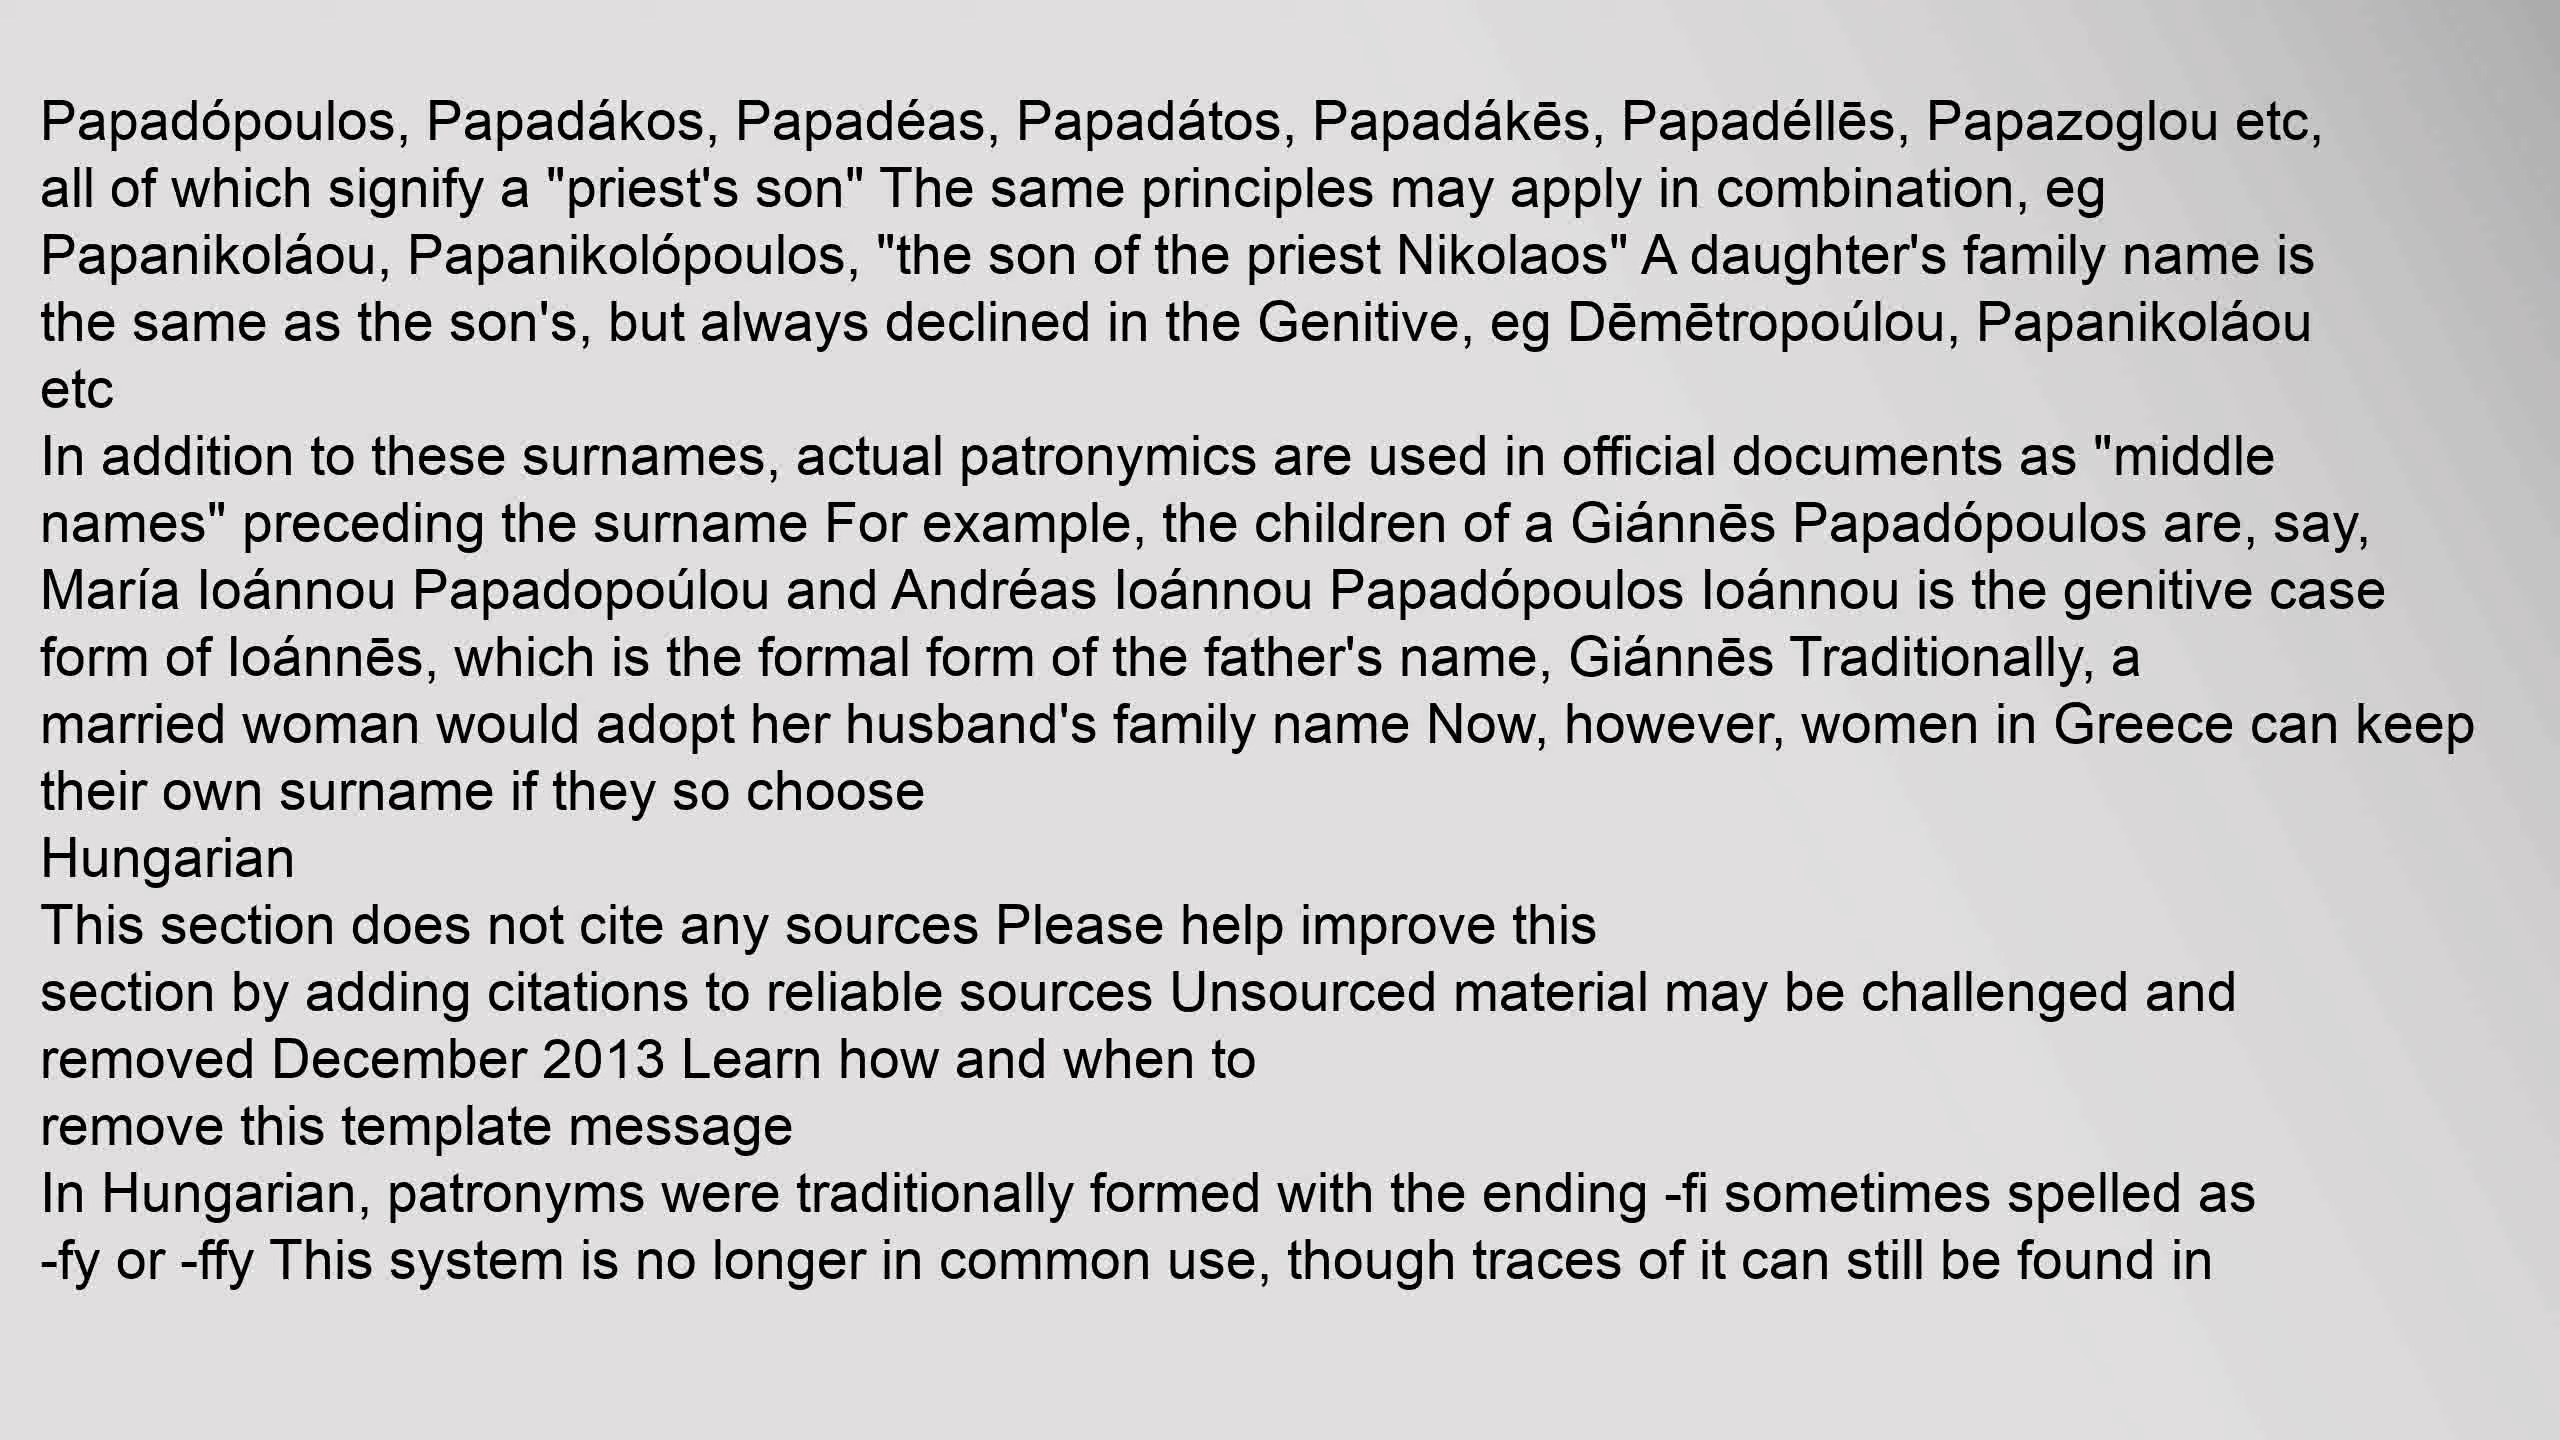 Papadópoulos, Papadákos, Papadéas, Papadátos, Papadákēs, Papadéllēs, Papazoglou etc,
all of which signify a "priest's son" The same principles may apply in combination, eg
Papanikoláou, Papanikolópoulos, "the son of the priest Nikolaos" A daughter's family name is
the same as the son's, but always declined in the Genitive, eg Dēmētropoúlou, Papanikoláou
etc
In addition to these surnames, actual patronymics are used in official documents as "middle
names" preceding the surname For example, the children of a Giánnēs Papadópoulos are, say,
María Ioánnou Papadopoúlou and Andréas Ioánnou Papadópoulos Ioánnou is the genitive case
form of Ioánnēs, which is the formal form of the father's name, Giánnēs Traditionally, a
married woman would adopt her husband's family name Now, however, women in Greece can keep
their own surname if they so choose
Hungarian
This section does not cite any sources Please help improve this
section by adding citations to reliable sources Unsourced material may be challenged and
removed December 2013 Learn how and when to
remove this template message
In Hungarian, patronyms were traditionally formed with the ending -fi sometimes spelled as
-fy or -ffy This system is no longer in common use, though traces of it can still be found in